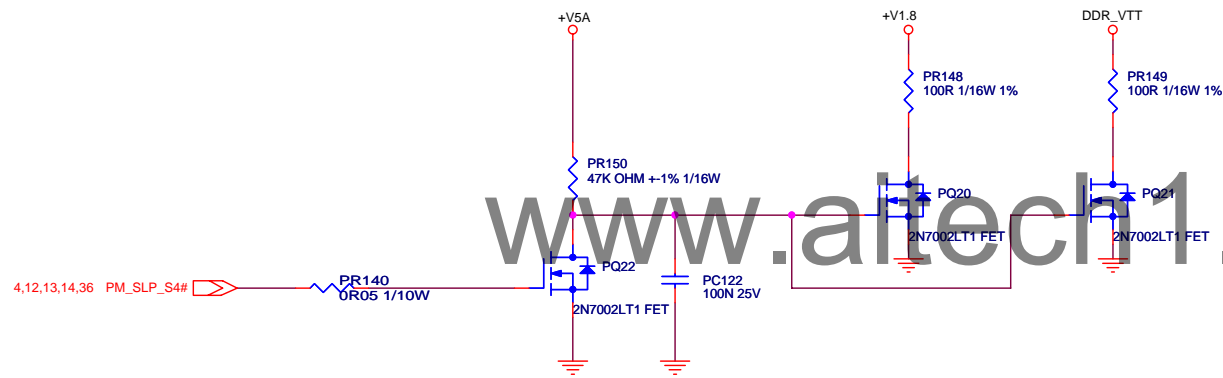 +V5A
+V1.8
DDR_VTT
PR148
100R 1/16W 1%
PR149
100R 1/16W 1%
PR150
47K OHM +-1% 1/16W
www.aitech1.
PQ20
2N7002LT1 FET
PQ21
2N7002LT1 FET
PQ22
2N7002LT1 FET
PC122
100N 25V
4,12,13,14,36 PM_SLP_S4#
PR140
0R05 1/10W